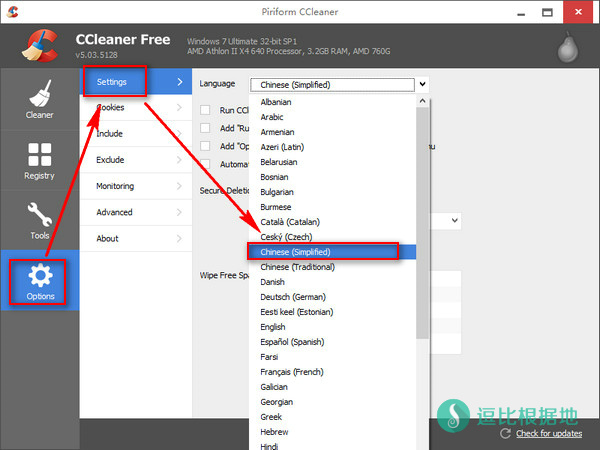 Piriform CCleaner
CCleaner Free
v5.03.5128
Windows 7 Ultimate 32-bit SP1
AMD Athlon II X4 640 Processor, 3.2GB RAM, AMD 760G
Cleaner
Registry
Tools
Options
Settings
Cookies
Include
Exclude
Monitoring
Advanced
About
Language
Chinese (Simplified)
Run CCl
Add "Ru
Add "Op
nu
Automa
Secure Deletio
Wipe Free Spa
Albanian
Arabic
Armenian
Azeri (Latin)
Belarusian
Bosnian
Bulgarian
Burmese
Català (Catalan)
Ceský (Czech)
Chinese (Simplified)
Chinese (Traditional)
Danish
Deutsch (German)
Eesti keel (Estonian)
English
Español (Spanish)
Farsi
Français (French)
Galician
Georgian
Greek
Hebrew
Hindi
逗比根据地
Check for updates